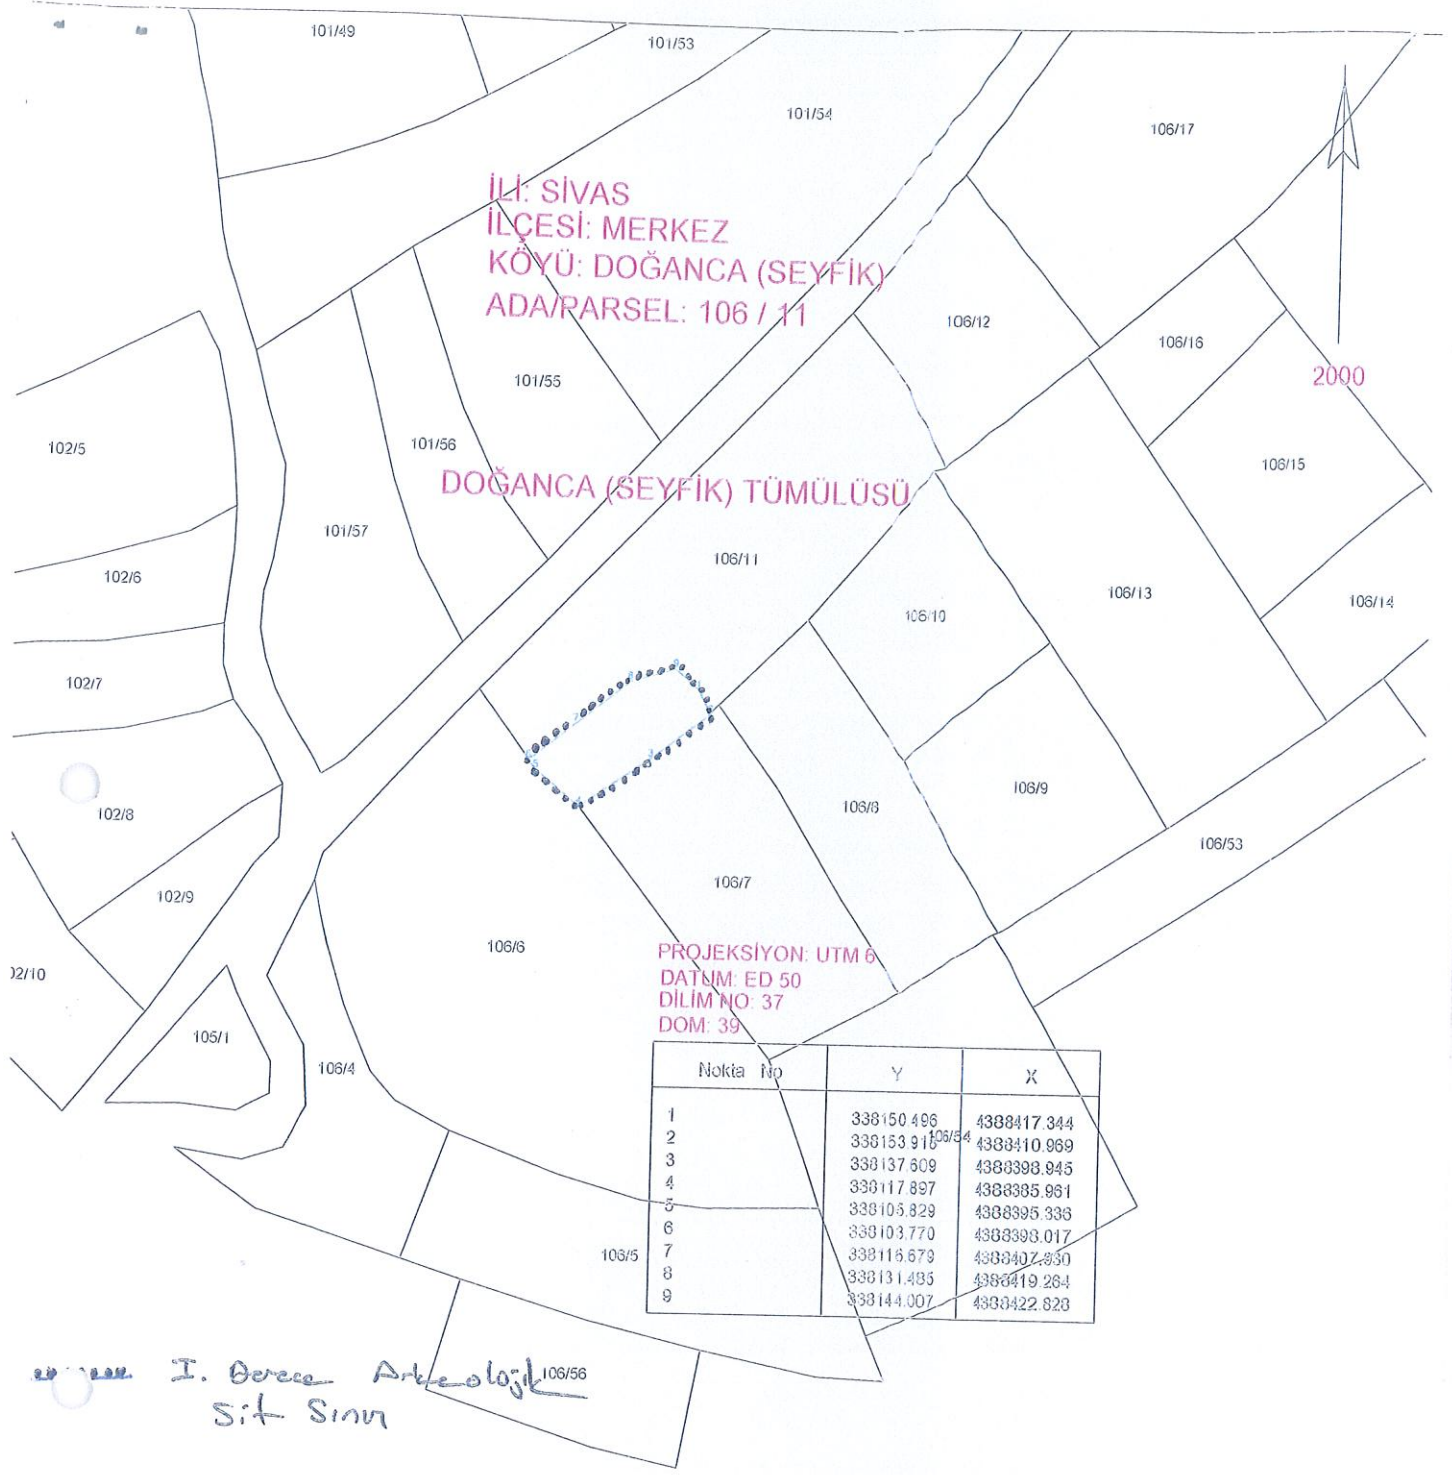 101/49
101/53
101/54
106/17
İLİ: SİVAS
İLÇESİ: MERKEZ
KÖYÜ: DOĞANCA (SEYFİK)
ADA/PARSEL: 106 / 11
106/12
106/16
2000
101/55
101/56
102/5
106/15
DOĞANCA (SEYFİK) TÜMÜLÜSÜ
101/57
106/11
102/6
106/13
106/14
106/10
102/7
102/8
106/8
106/9
106/53
102/9
106/7
106/6
02/10
PROJEKSİYON: UTM 6
DATUM: ED 50
DİLİM NO: 37
DOM: 39
105/1
106/4
Nokta No Y X
1 338150.496 4388417.344
106/54
2 338153.916 4388410.969
3 338137.609 4388398.945
4 338117.897 4388385.961
5 338105.829 4388395.336
6 338103.770 4388398.017
7 338116.679 4388407.930
8 338131.485 4388419.264
9 338144.007 4388422.828
106/5
106/56
I. Derece Arkeolojik
Sit Sınırı